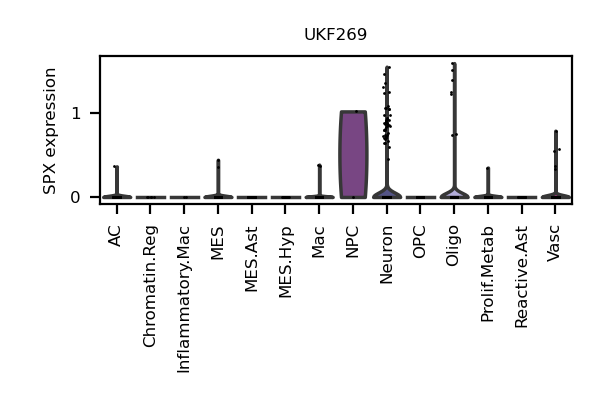 UKF269
SPX expression
1
0
AC
Chromatin.Reg
Inflammatory.Mac
MES
MES.Ast
MES.Hyp
Mac
NPC
Neuron
OPC
Oligo
Prolif.Metab
Reactive.Ast
Vasc